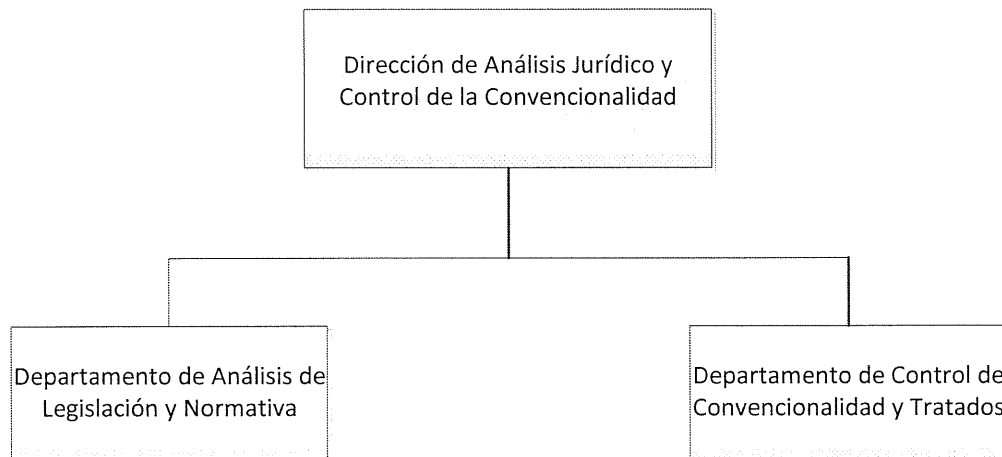 Dirección de Análisis Jurídico y
Control de la Convencionalidad
Departamento de Análisis de
Legislación y Normativa
Departamento de Control de
Convencionalidad y Tratados